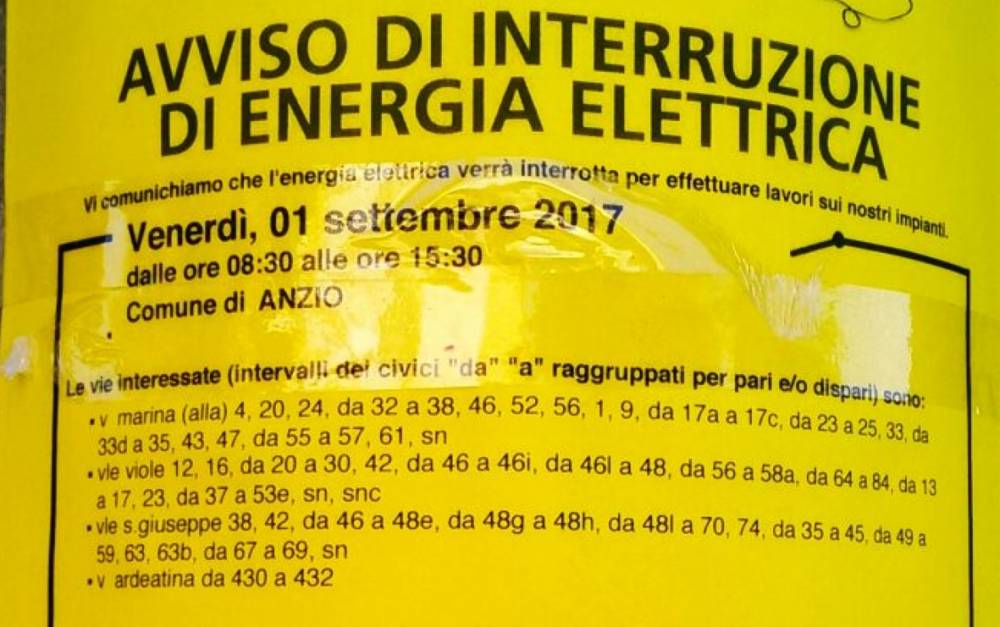 AVVISO DI INTERRUZIONE
DI ENERGIA ELETTRICA
Vi comunichiamo che l'energia elettrica verrà interrotta per effettuare lavori sui nostri impianti.
Venerdì, 01 settembre 2017
dalle ore 08:30 alle ore 15:30
Comune di ANZIO
Le vie interessate (intervalli dei civici "da" "a" raggruppati per pari e/o dispari) sono:
• v marina (alla) 4, 20, 24, da 32 a 38, 46, 52, 56, 1, 9, da 17a a 17c, da 23 a 25, 33, da
33d a 35, 43, 47, da 55 a 57, 61, sn
• vle viole 12, 16, da 20 a 30, 42, da 46 a 46i, da 46l a 48, da 56 a 58a, da 64 a 84, da 13
a 17, 23, da 37 a 53e, sn, snc
• vle s.giuseppe 38, 42, da 46 a 48e, da 48g a 48h, da 48l a 70, 74, da 35 a 45, da 49 a
59, 63, 63b, da 67 a 69, sn
• v ardeatina da 430 a 432